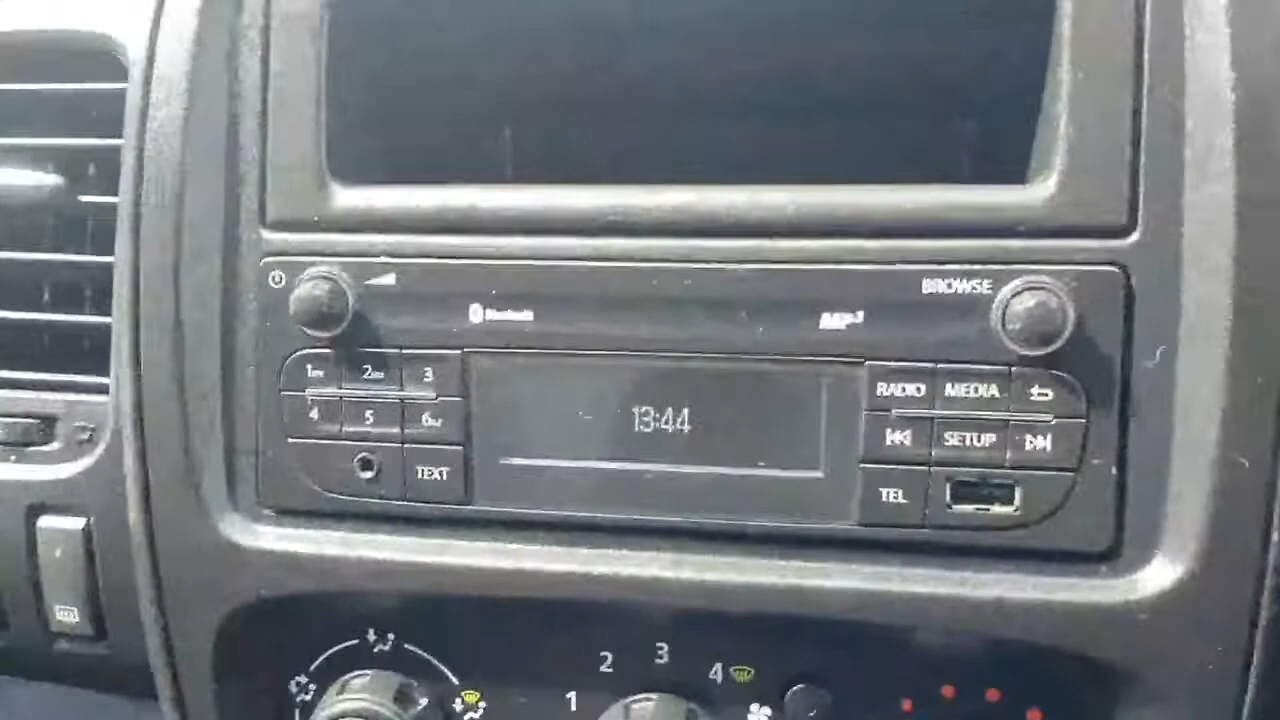 BROWSE
Bluetooth
MP3
1
2
3
RADIO
MEDIA
13:44
4
5
6
SETUP
TEXT
TEL
1
2
3
4